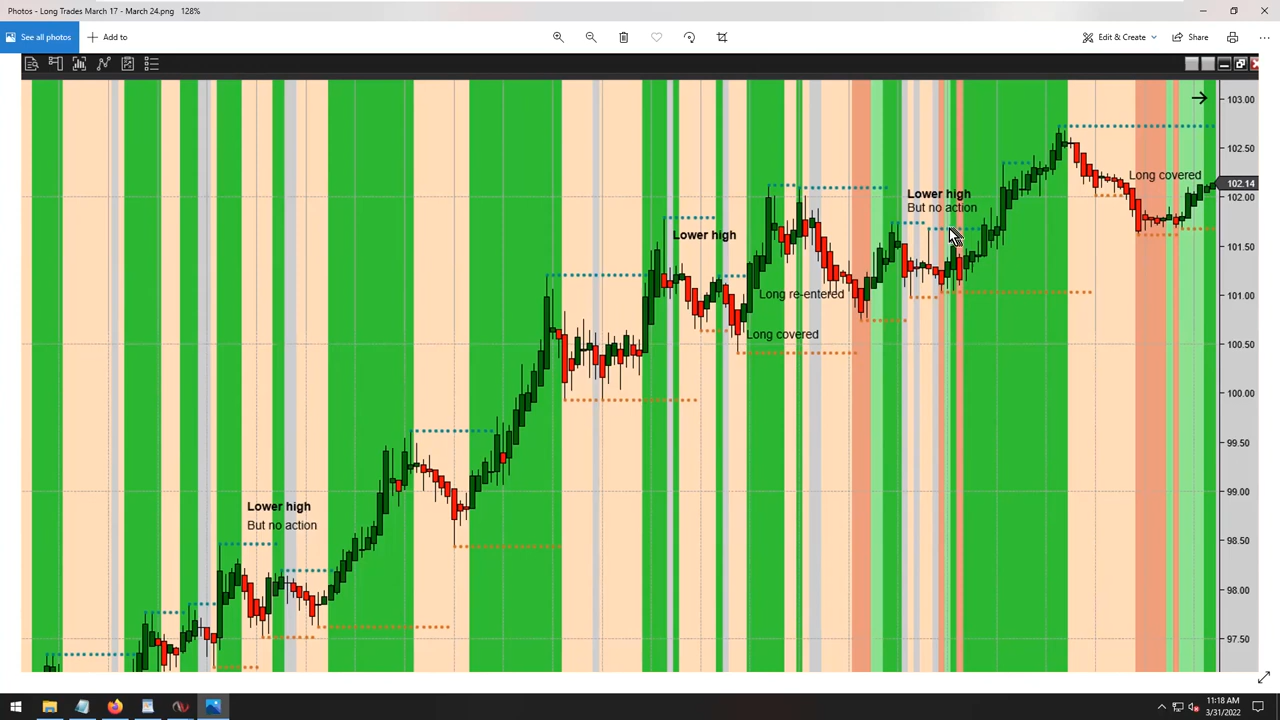 Photos - Long Trades March 17 - March 24.png 128%
See all photos
Add to
Edit & Create
Share
103.00
102.50
102.14
102.00
101.50
101.00
100.50
100.00
99.50
99.00
98.50
98.00
97.50
Long covered
Lower high
But no action
Lower high
Long re-entered
Long covered
Lower high
But no action
11:18 AM
3/31/2022